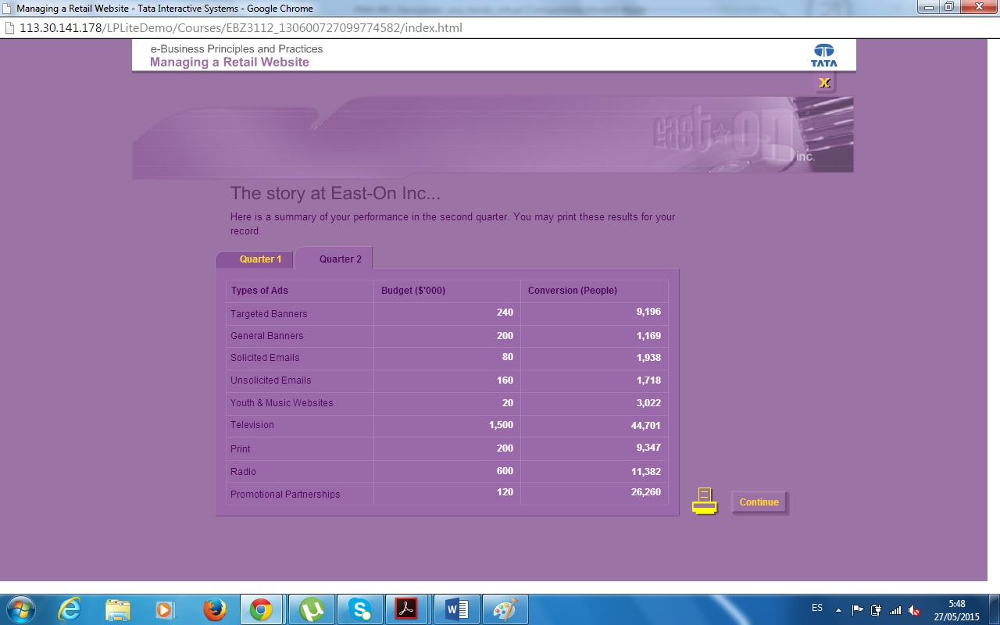 Managing a Retail Website - Tata Interactive Systems - Google Chrome
113.30.141.178/LPLiteDemo/Courses/EBZ3112_130600727099774582/index.html
e-Business Principles and Practices
Managing a Retail Website
TATA
X
east on
inc.
The story at East-On Inc...
Here is a summary of your performance in the second quarter. You may print these results for your
record.
Quarter 1 Quarter 2
Types of Ads Budget ($'000) Conversion (People)
Targeted Banners 240 9,196
General Banners 200 1,169
Solicited Emails 80 1,938
Unsolicited Emails 160 1,718
Youth & Music Websites 20 3,022
Television 1,500 44,701
Print 200 9,347
Radio 600 11,382
Promotional Partnerships 120 26,260
Continue
ES 5:48
27/05/2015